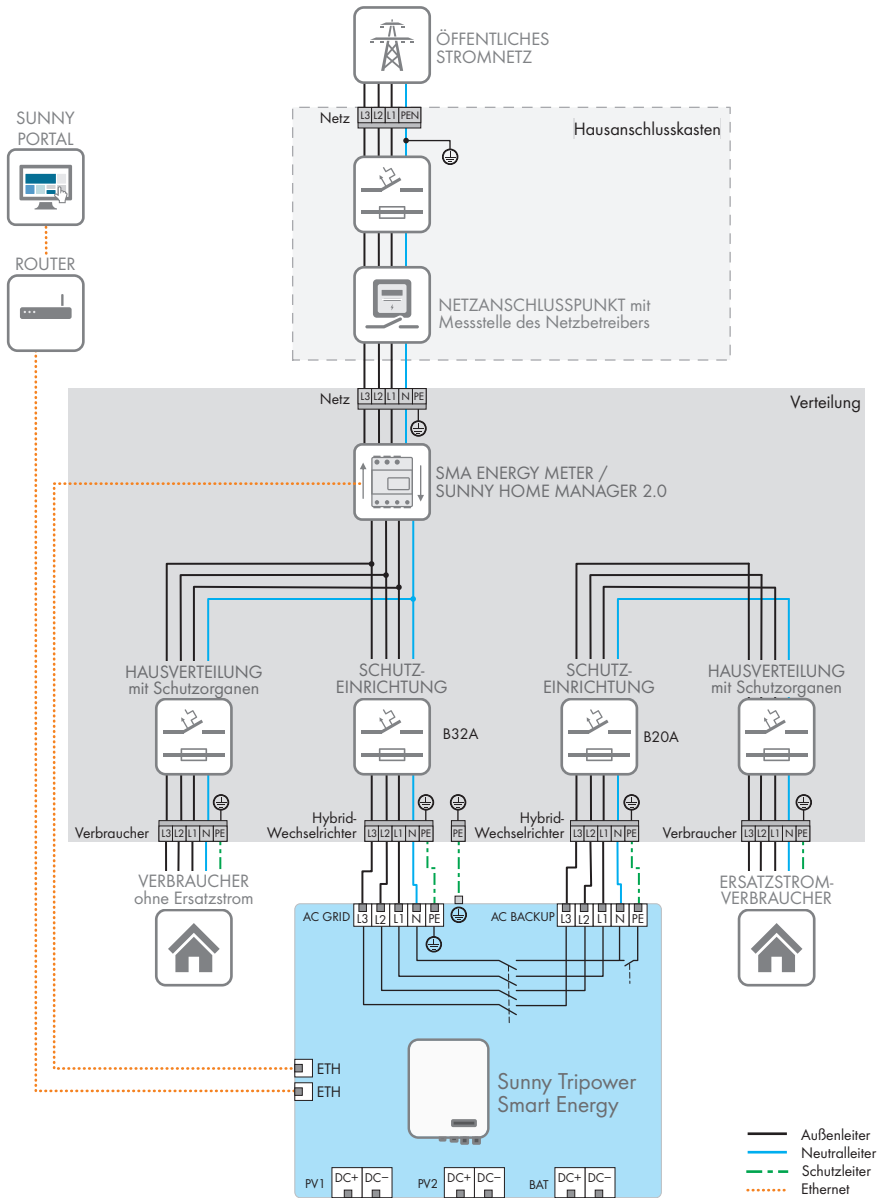 ÖFFENTLICHES
STROMNETZ
SUNNY
PORTAL
Netz
L3 L2 L1 PEN
Hausanschlusskasten
ROUTER
NETZANSCHLUSSPUNKT mit
Messstelle des Netzbetreibers
Netz
L3 L2 L1 N PE
Verteilung
SMA ENERGY METER /
SUNNY HOME MANAGER 2.0
HAUSVERTEILUNG
mit Schutzorganen
SCHUTZ-
EINRICHTUNG
B32A
SCHUTZ-
EINRICHTUNG
B20A
HAUSVERTEILUNG
mit Schutzorganen
Verbraucher
L3 L2 L1 N PE
Hybrid-
Wechselrichter
L3 L2 L1 N PE
PE
Hybrid-
Wechselrichter
L3 L2 L1 N PE
Verbraucher
L3 L2 L1 N PE
VERBRAUCHER
ohne Ersatzstrom
ERSATZSTROM-
VERBRAUCHER
AC GRID
L3 L2 L1 N PE
AC BACKUP
L3 L2 L1 N PE
ETH
ETH
Sunny Tripower
Smart Energy
PV1 DC+ DC−
PV2 DC+ DC−
BAT DC+ DC−
Außenleiter
Neutralleiter
Schutzleiter
Ethernet